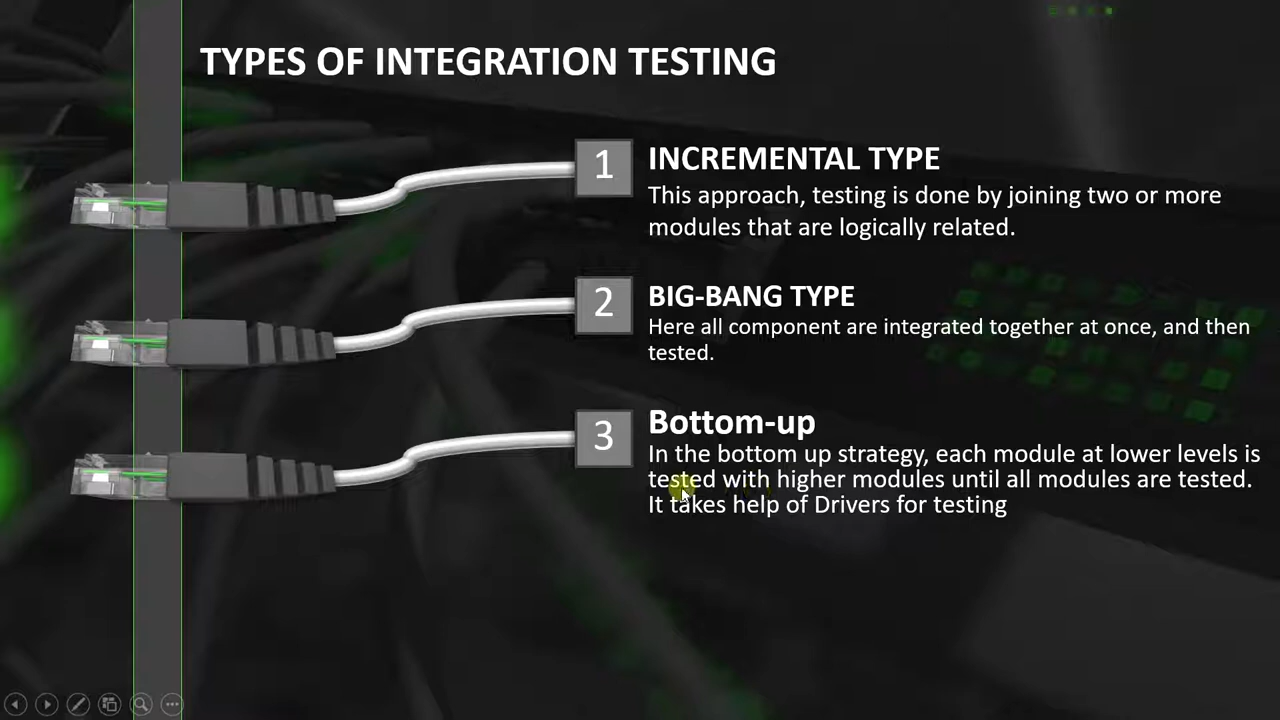 TYPES OF INTEGRATION TESTING
1
INCREMENTAL TYPE
This approach, testing is done by joining two or more
modules that are logically related.
2
BIG-BANG TYPE
Here all component are integrated together at once, and then
tested.
3
Bottom-up
In the bottom up strategy, each module at lower levels is
tested with higher modules until all modules are tested.
It takes help of Drivers for testing